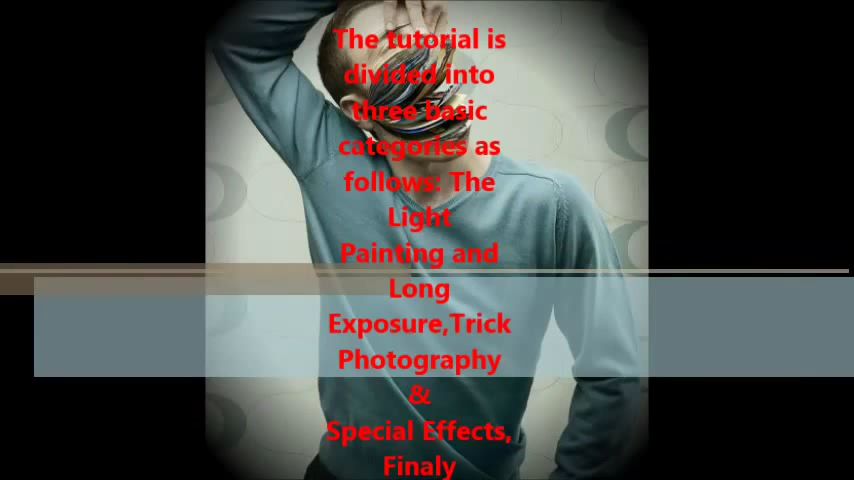 The tutorial is
divided into
three basic
categories as
follows: The
Light
Painting and
Long
Exposure,Trick
Photography
&
Special Effects,
Finaly